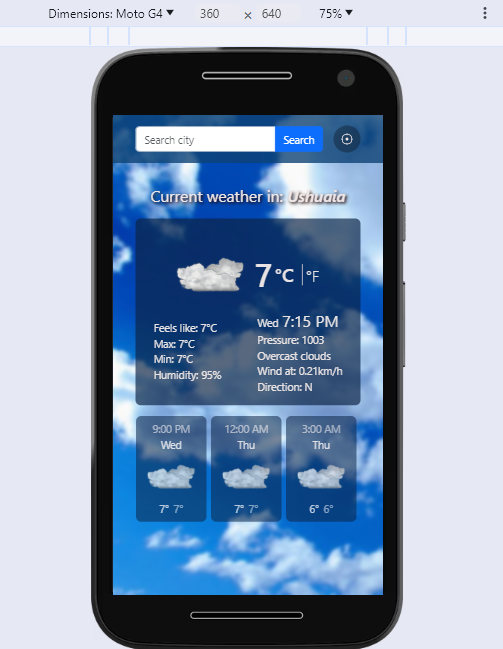 Dimensions: Moto G4 360 × 640 75%
Search city Search
Current weather in: Ushuaia
7 °C | °F
Feels like: 7°C
Max: 7°C
Min: 7°C
Humidity: 95%
Wed 7:15 PM
Pressure: 1003
Overcast clouds
Wind at: 0.21km/h
Direction: N
9:00 PM 12:00 AM 3:00 AM
Wed Thu Thu
7° 7° 7° 7° 6° 6°